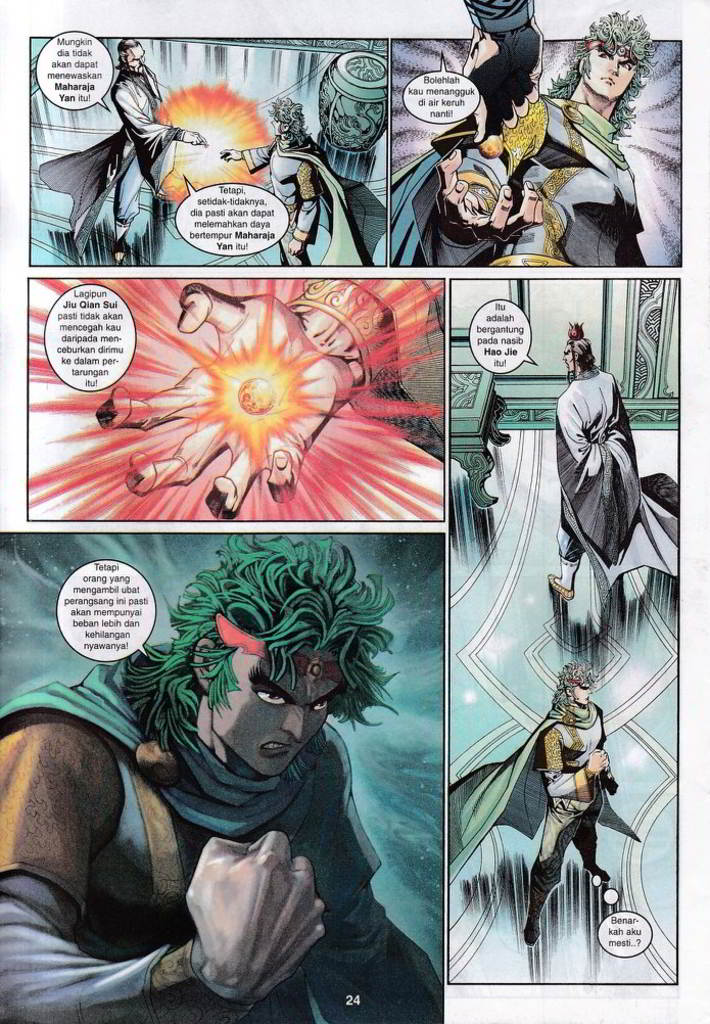 Mungkin
dia tidak
akan dapat
menewaskan
Maharaja
Yan itu!
Tetapi,
setidak-tidaknya,
dia pasti akan dapat
melemahkan daya
bertempur Maharaja
Yan itu!
Bolehlah
kau menangguk
di air keruh
nanti!
Lagipun
Jiu Qian Sui
pasti tidak akan
mencegah kau
daripada men-
ceburkan dirimu
ke dalam per-
tarungan
itu!
Itu
adalah
bergantung
pada nasib
Hao Jie
itu!
Tetapi
orang yang
mengambil ubat
perangsang ini pasti
akan mempunyai
beban lebih dan
kehilangan
nyawanya!
Benar-
kah aku
mesti..?
24